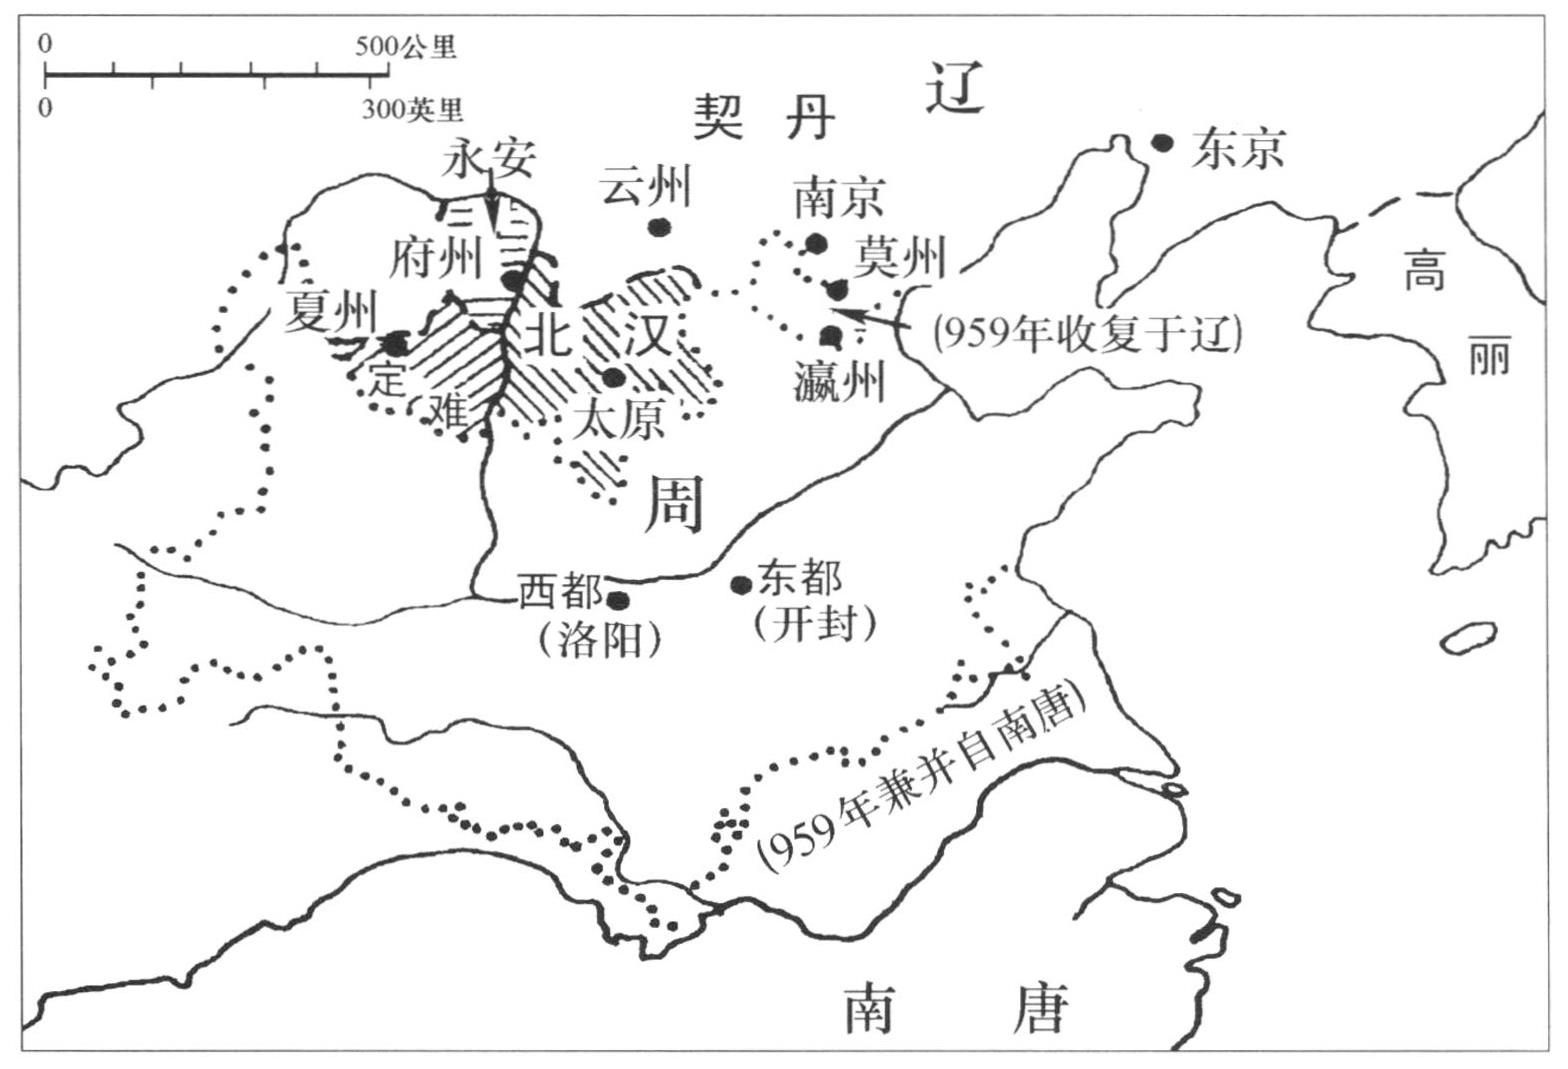 0 500公里
0 300英里
辽
契丹
永安
云州
东京
南京
府州
莫州
高丽
夏州
北汉
(959年收复于辽)
定难
瀛州
太原
周
西都
(洛阳)
东都
(开封)
(959年兼并自南唐)
南唐